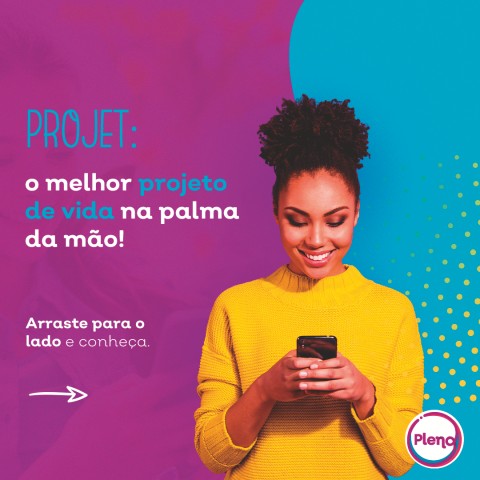 PROJET:
o melhor projeto
de vida na palma
da mão!
Arraste para o
lado e conheça.
Pleno